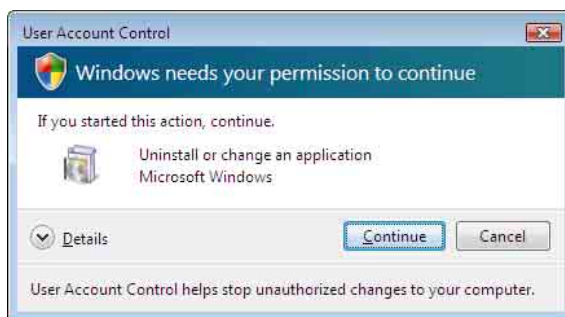 User Account Control
Windows needs your permission to continue
If you started this action, continue.
Uninstall or change an application
Microsoft Windows
Details
Continue
Cancel
User Account Control helps stop unauthorized changes to your computer.